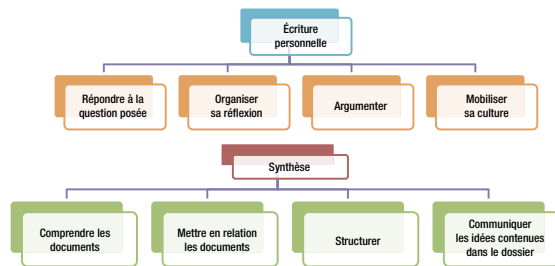 Écriture
personnelle
Répondre à la
question posée
Organiser
sa réflexion
Argumenter
Mobiliser
sa culture
Synthèse
Comprendre les
documents
Mettre en relation
les documents
Structurer
Communiquer
les idées contenues
dans le dossier